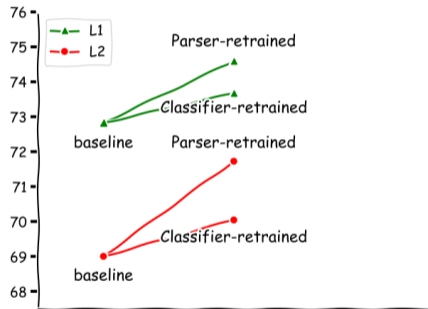 76
75
74
73
72
71
70
69
68
L1
L2
Parser-retrained
Classifier-retrained
baseline
Parser-retrained
Classifier-retrained
baseline